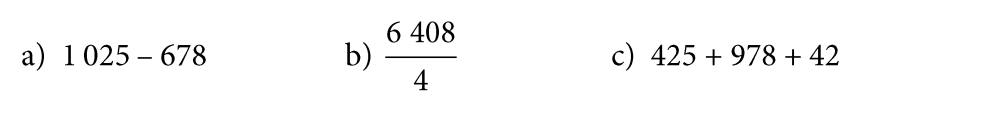 a) 1 025 – 678 b) 6 408 / 4 c) 425 + 978 + 42